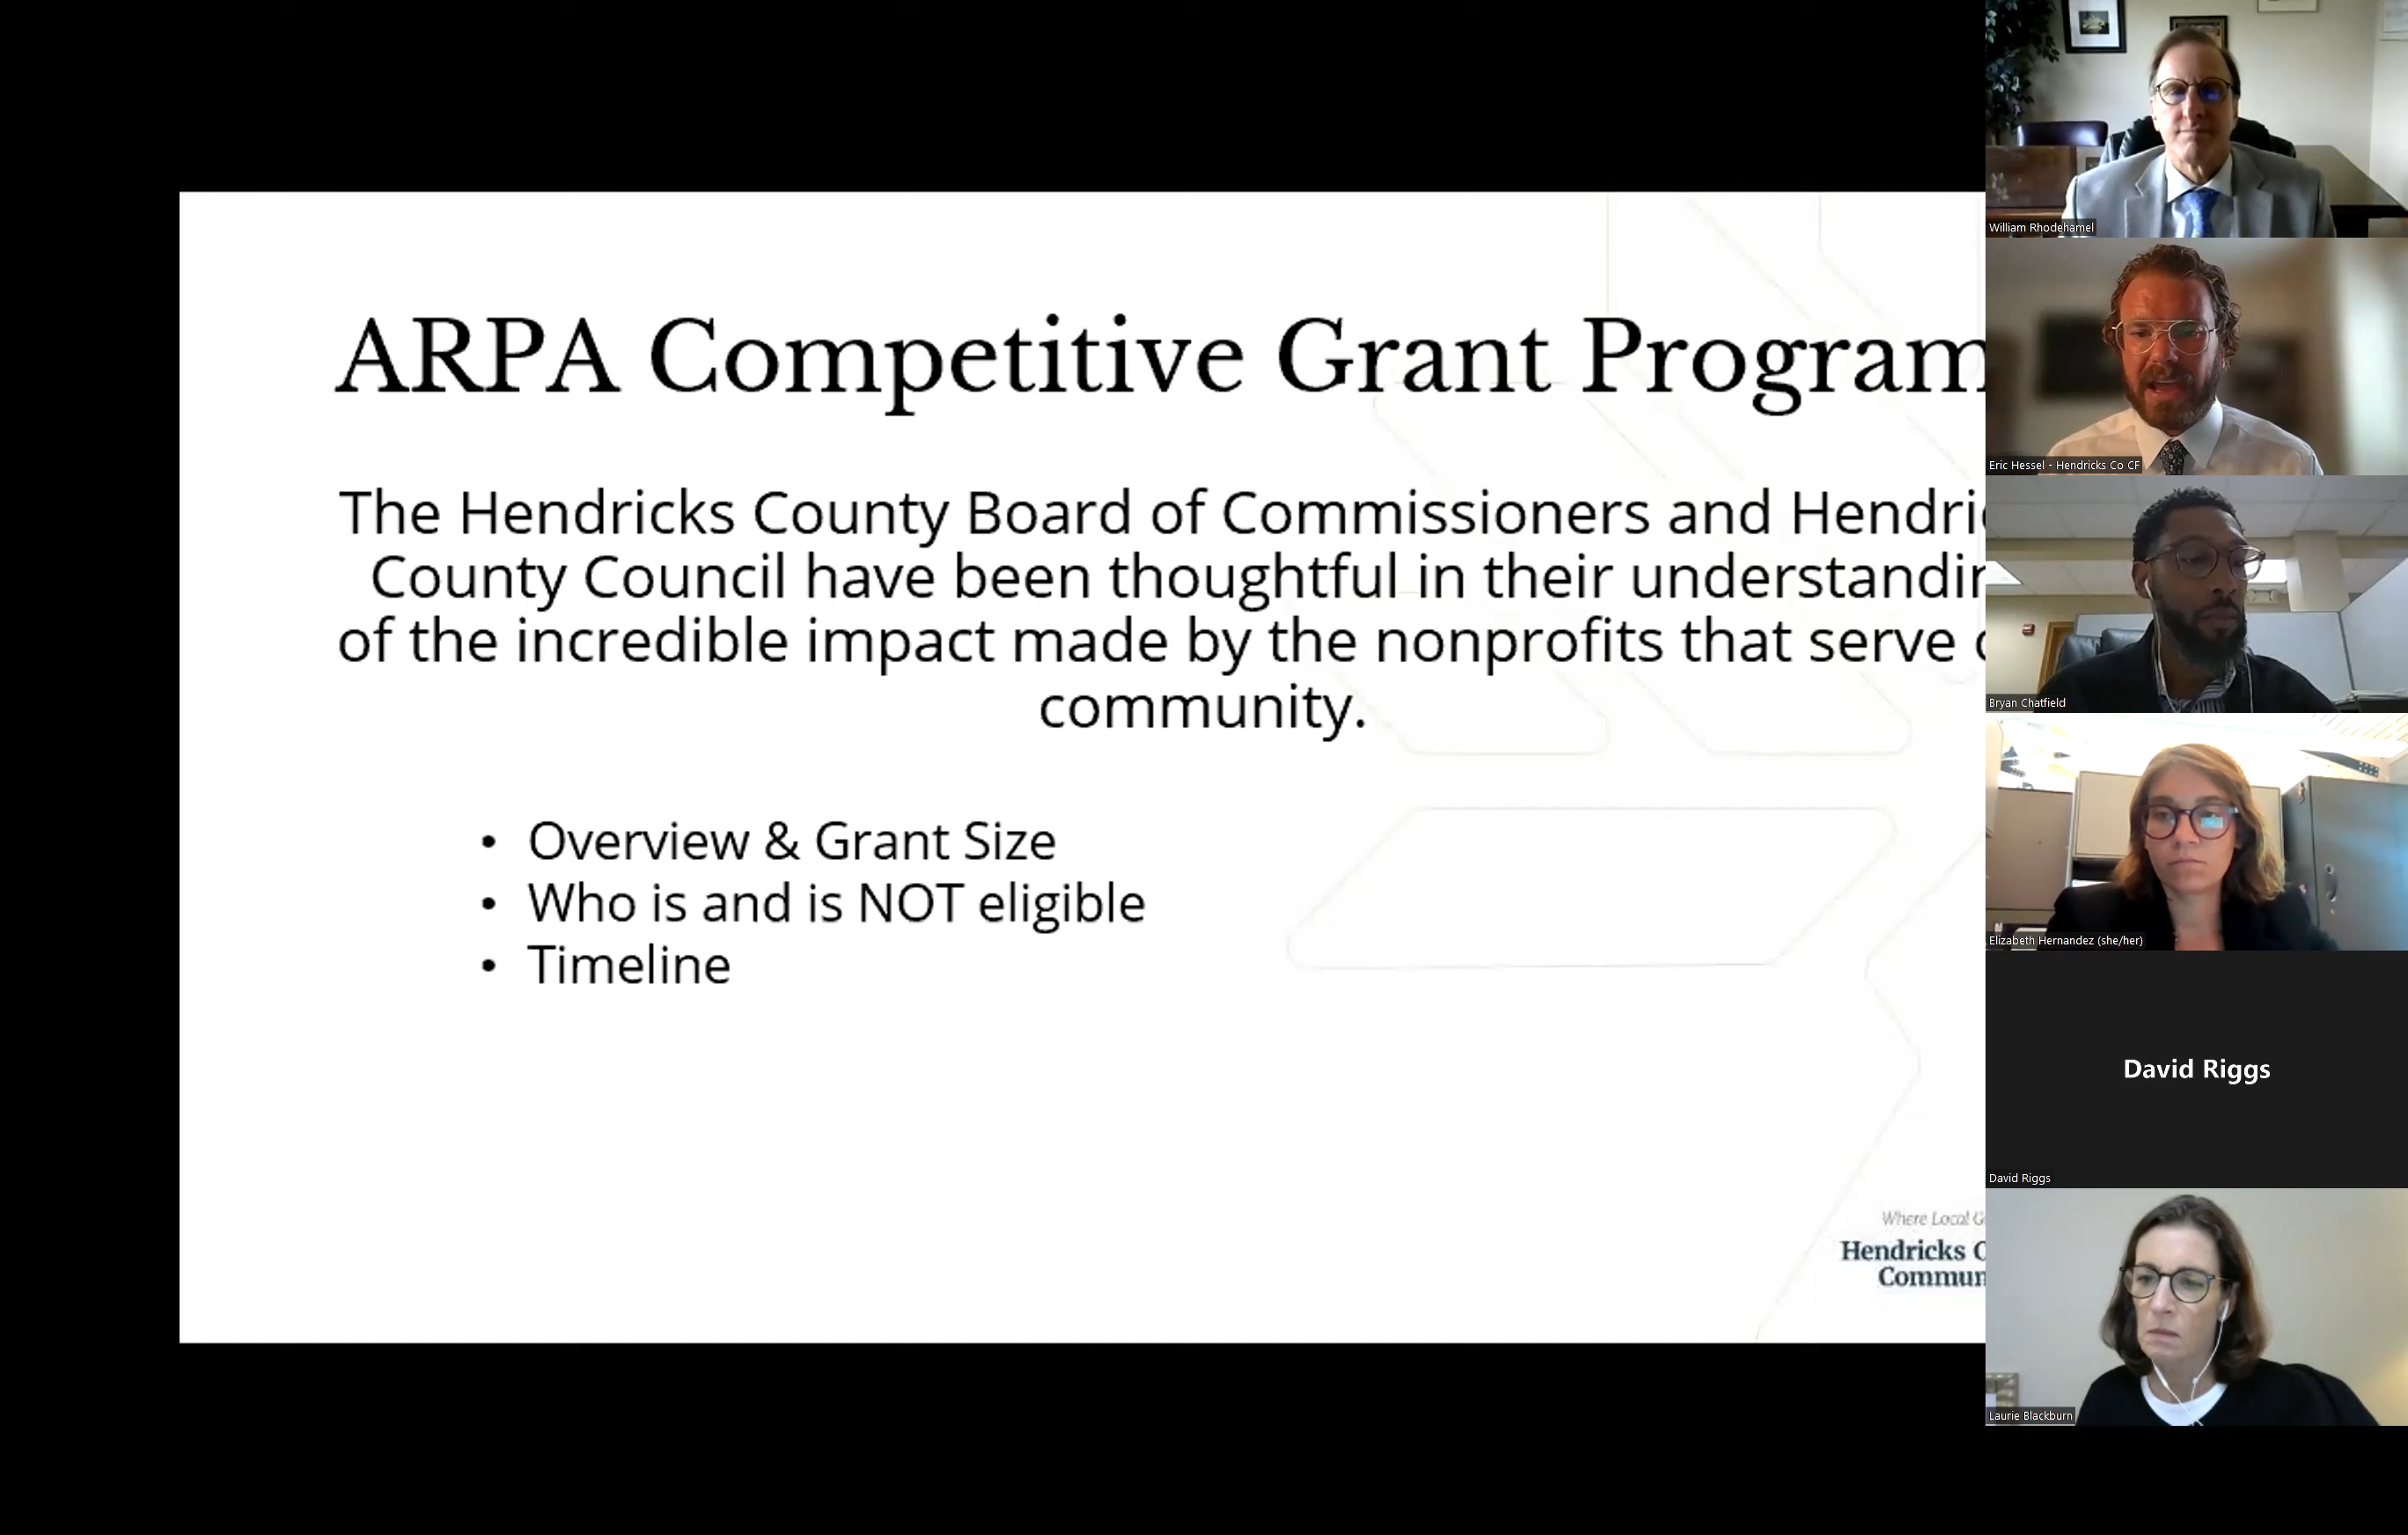 ARPA Competitive Grant Program
The Hendricks County Board of Commissioners and
County Council have been thoughtful in their
of the incredible impact made by the nonprofits that serve
community.
• Overview & Grant Size
• Who is and is NOT eligible
• Timeline
Where Local
Hendricks
William Rhodehamel
Eric Hessel - Hendricks Co CF
Bryan Chatfield
Elizabeth Hernandez (she/her)
David Riggs
David Riggs
Laurie Blackburn